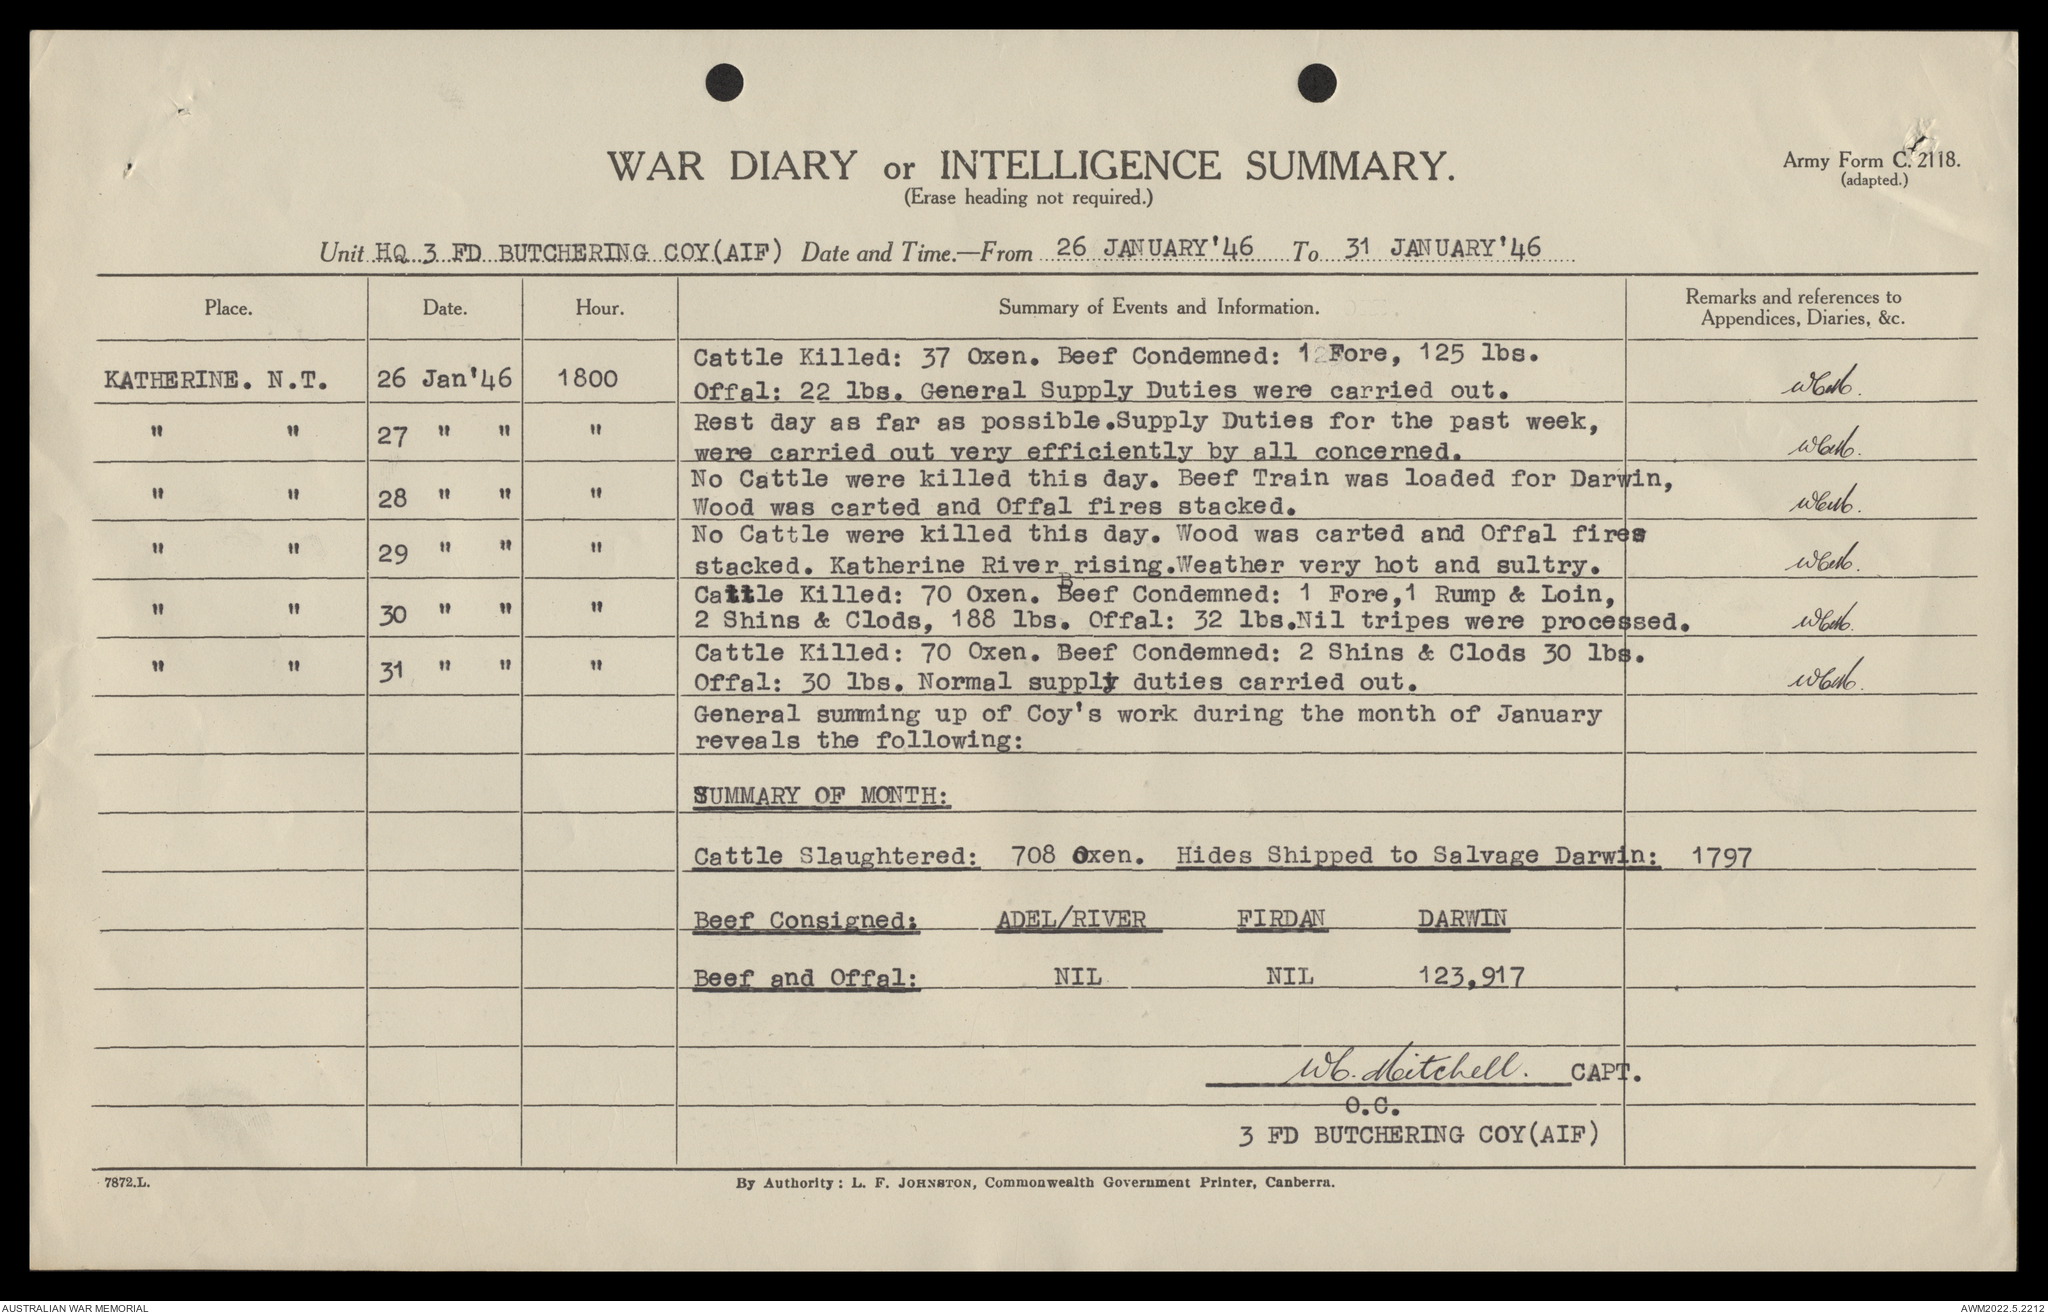 WAR DIARY or INTELLIGENCE SUMMARY.
(Erase heading not required.)
Army Form C. 2118.
(adapted.)
Unit HQ 3 FD BUTCHERING COY(AIF) Date and Time.—From 26 JANUARY'46 To 31 JANUARY'46
Place. Date. Hour. Summary of Events and Information. Remarks and references to
Appendices, Diaries, &c.
Cattle Killed: 37 Oxen. Beef Condemned: 1 Fore, 125 lbs.
KATHERINE. N.T. 26 Jan'46 1800
Offal: 22 lbs. General Supply Duties were carried out. WCM.
Rest day as far as possible.Supply Duties for the past week,
" " 27 " " "
were carried out very efficiently by all concerned. WCM.
No Cattle were killed this day. Beef Train was loaded for Darwin,
" " 28 " " "
Wood was carted and Offal fires stacked. WCM.
No Cattle were killed this day. Wood was carted and Offal fires
" " 29 " " "
stacked. Katherine River rising.Weather very hot and sultry. WCM.
Cattle Killed: 70 Oxen. Beef Condemned: 1 Fore,1 Rump & Loin,
" " 30 " " "
2 Shins & Clods, 188 lbs. Offal: 32 lbs.Nil tripes were processed. WCM.
Cattle Killed: 70 Oxen. Beef Condemned: 2 Shins & Clods 30 lbs.
" " 31 " " "
Offal: 30 lbs. Normal supply duties carried out. WCM.
General summing up of Coy's work during the month of January
reveals the following:
SUMMARY OF MONTH:
Cattle Slaughtered: 708 Oxen. Hides Shipped to Salvage Darwin: 1797
Beef Consigned: ADEL/RIVER FIRDAN DARWIN
Beef and Offal: NIL NIL 123,917
WC. Mitchell. CAPT.
O.C.
3 FD BUTCHERING COY(AIF)
7872.L. By Authority: L. F. JOHNSTON, Commonwealth Government Printer, Canberra.
AUSTRALIAN WAR MEMORIAL AWM2022.5.2212